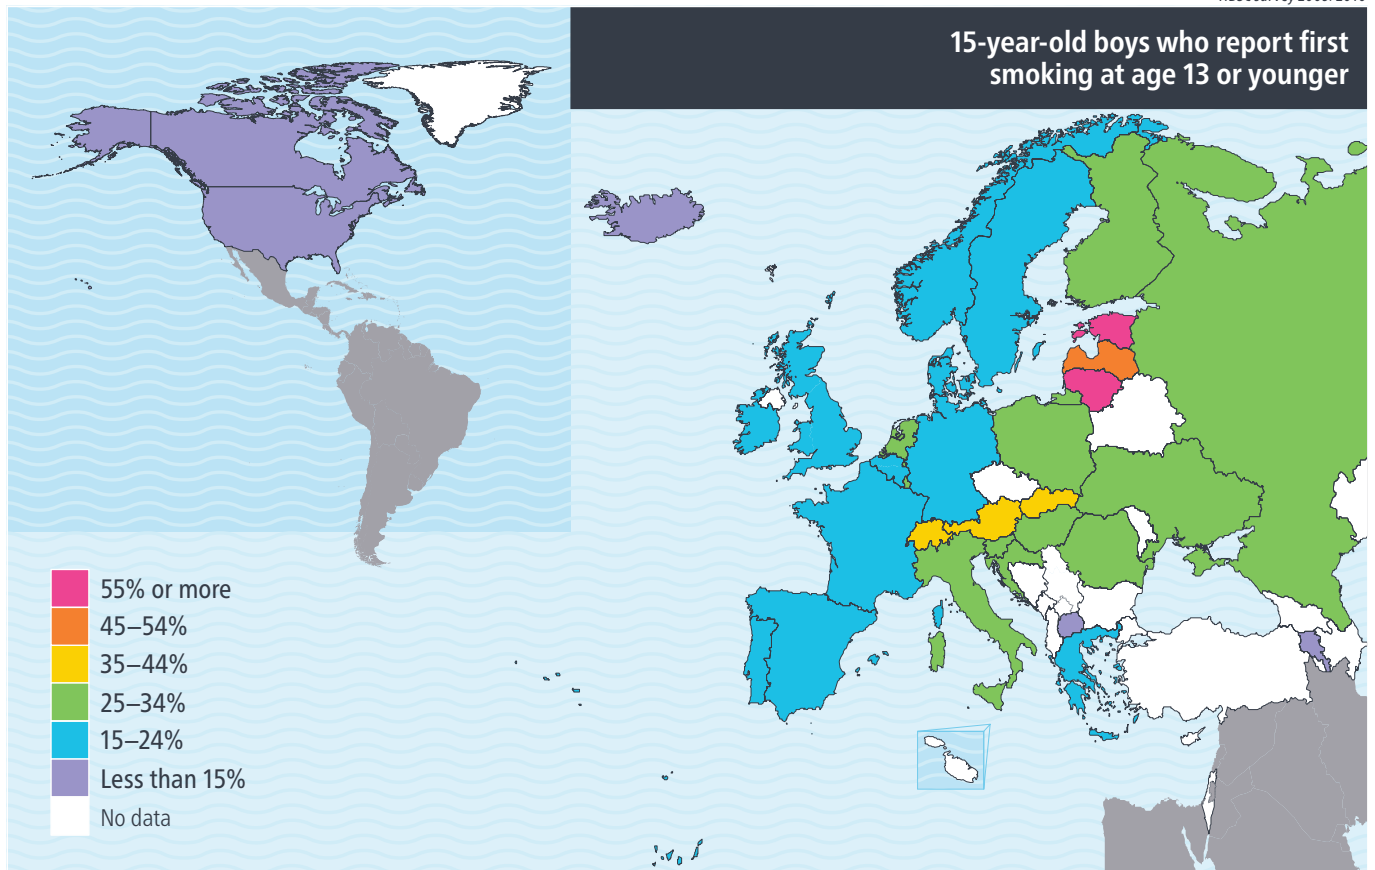 15-year-old boys who report first
smoking at age 13 or younger
55% or more
45–54%
35–44%
25–34%
15–24%
Less than 15%
No data